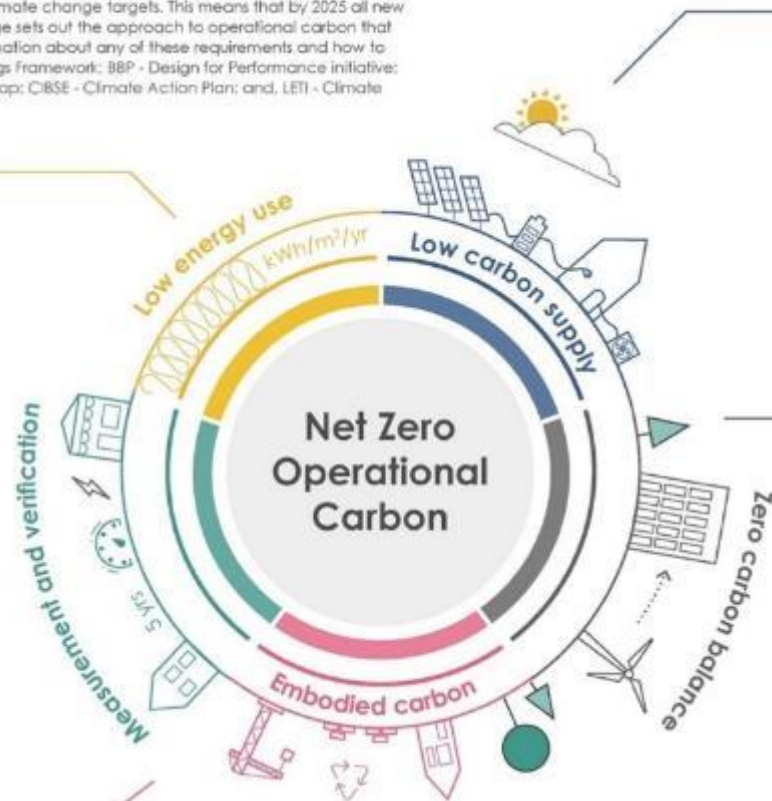 mate change targets. This means that by 2025 all new
e sets out the approach to operational carbon that
ation about any of these requirements and how to
gs Framework; BBP - Design for Performance initiative;
ap; CIBSE - Climate Action Plan; and, LETI - Climate
Low energy use
kWh/m²/yr
Low carbon supply
Net Zero
Operational
Carbon
Measurement and verification
5 yrs
Zero carbon balance
Embodied carbon